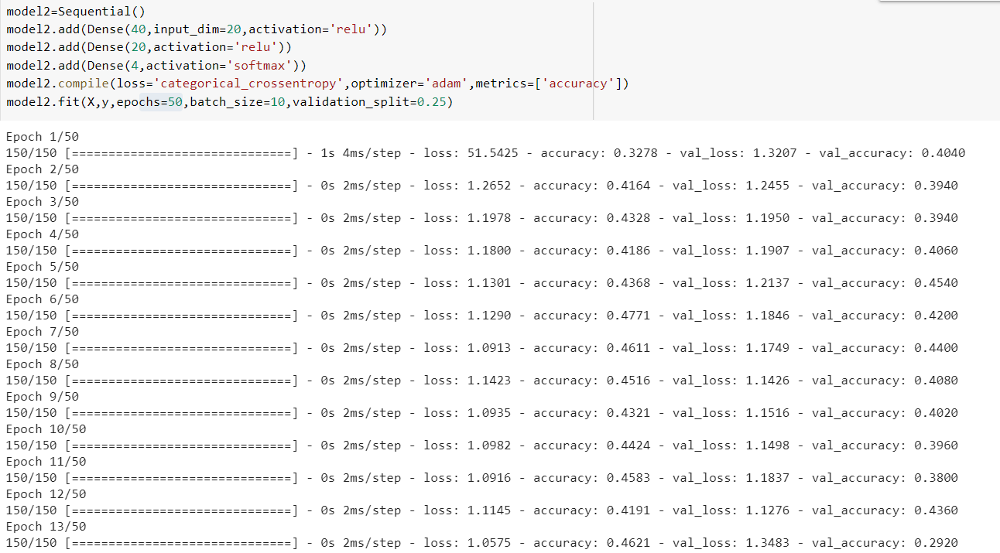 model2=Sequential()
model2.add(Dense(40,input_dim=20,activation='relu'))
model2.add(Dense(20,activation='relu'))
model2.add(Dense(4,activation='softmax'))
model2.compile(loss='categorical_crossentropy',optimizer='adam',metrics=['accuracy'])
model2.fit(X,y,epochs=50,batch_size=10,validation_split=0.25)
Epoch 1/50
150/150 [==============================] - 1s 4ms/step - loss: 51.5425 - accuracy: 0.3278 - val_loss: 1.3207 - val_accuracy: 0.4040
Epoch 2/50
150/150 [==============================] - 0s 2ms/step - loss: 1.2652 - accuracy: 0.4164 - val_loss: 1.2455 - val_accuracy: 0.3940
Epoch 3/50
150/150 [==============================] - 0s 2ms/step - loss: 1.1978 - accuracy: 0.4328 - val_loss: 1.1950 - val_accuracy: 0.3940
Epoch 4/50
150/150 [==============================] - 0s 2ms/step - loss: 1.1800 - accuracy: 0.4186 - val_loss: 1.1907 - val_accuracy: 0.4060
Epoch 5/50
150/150 [==============================] - 0s 2ms/step - loss: 1.1301 - accuracy: 0.4368 - val_loss: 1.2137 - val_accuracy: 0.4540
Epoch 6/50
150/150 [==============================] - 0s 2ms/step - loss: 1.1290 - accuracy: 0.4771 - val_loss: 1.1846 - val_accuracy: 0.4200
Epoch 7/50
150/150 [==============================] - 0s 2ms/step - loss: 1.0913 - accuracy: 0.4611 - val_loss: 1.1749 - val_accuracy: 0.4400
Epoch 8/50
150/150 [==============================] - 0s 2ms/step - loss: 1.1423 - accuracy: 0.4516 - val_loss: 1.1426 - val_accuracy: 0.4080
Epoch 9/50
150/150 [==============================] - 0s 2ms/step - loss: 1.0935 - accuracy: 0.4321 - val_loss: 1.1516 - val_accuracy: 0.4020
Epoch 10/50
150/150 [==============================] - 0s 2ms/step - loss: 1.0982 - accuracy: 0.4424 - val_loss: 1.1498 - val_accuracy: 0.3960
Epoch 11/50
150/150 [==============================] - 0s 2ms/step - loss: 1.0916 - accuracy: 0.4583 - val_loss: 1.1837 - val_accuracy: 0.3800
Epoch 12/50
150/150 [==============================] - 0s 2ms/step - loss: 1.1145 - accuracy: 0.4191 - val_loss: 1.1276 - val_accuracy: 0.4360
Epoch 13/50
150/150 [==============================] - 0s 2ms/step - loss: 1.0575 - accuracy: 0.4621 - val_loss: 1.3483 - val_accuracy: 0.2920